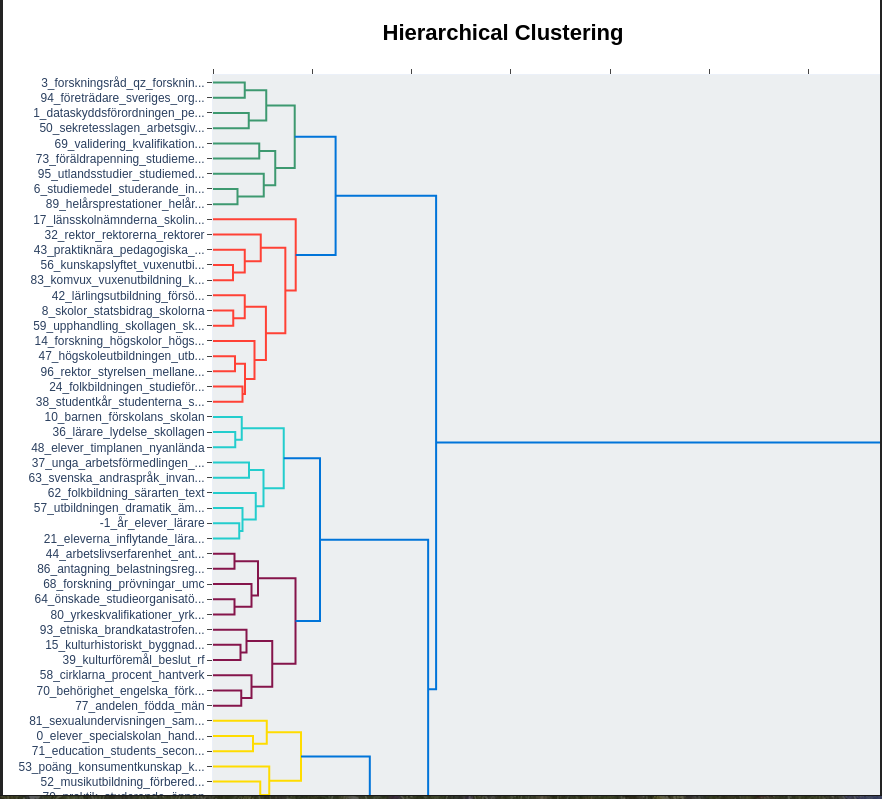 Hierarchical Clustering
3_forskningsråd_qz_forsknin...
94_företrädare_sveriges_org...
1_dataskyddsförordningen_pe...
50_sekretesslagen_arbetsgiv...
69_validering_kvalifikation...
73_föräldrapenning_studieme...
95_utlandsstudier_studiemed...
6_studiemedel_studerande_in...
89_helårsprestationer_helår...
17_länsskolnämnderna_skolin...
32_rektor_rektorerna_rektorer
43_praktiknära_pedagogiska_...
56_kunskapslyftet_vuxenutbi...
83_komvux_vuxenutbildning_k...
42_lärlingsutbildning_försö...
8_skolor_statsbidrag_skolorna
59_upphandling_skollagen_sk...
14_forskning_högskolor_högs...
47_högskoleutbildningen_utb...
96_rektor_styrelsen_mellane...
24_folkbildningen_studieför...
38_studentkår_studenterna_s...
10_barnen_förskolans_skolan
36_lärare_lydelse_skollagen
48_elever_timplanen_nyanlända
37_unga_arbetsförmedlingen_...
63_svenska_andraspråk_invan...
62_folkbildning_särarten_text
57_utbildningen_dramatik_äm...
-1_år_elever_lärare
21_eleverna_inflytande_lära...
44_arbetslivserfarenhet_ant...
86_antagning_belastningsreg...
68_forskning_prövningar_umc
64_önskade_studieorganisatö...
80_yrkeskvalifikationer_yrk...
93_etniska_brandkatastrofen...
15_kulturhistoriskt_byggnad...
39_kulturföremål_beslut_rf
58_cirklarna_procent_hantverk
70_behörighet_engelska_förk...
77_andelen_födda_män
81_sexualundervisningen_sam...
0_elever_specialskolan_hand...
71_education_students_secon...
53_poäng_konsumentkunskap_k...
52_musikutbildning_förbered...